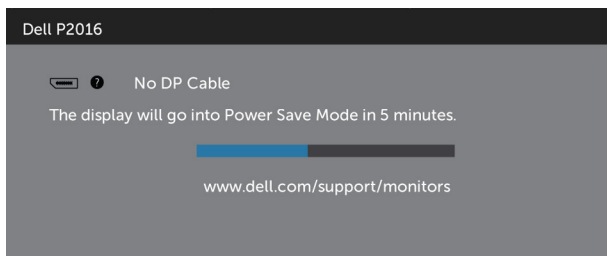 Dell P2016
? No DP Cable
The display will go into Power Save Mode in 5 minutes.
www.dell.com/support/monitors